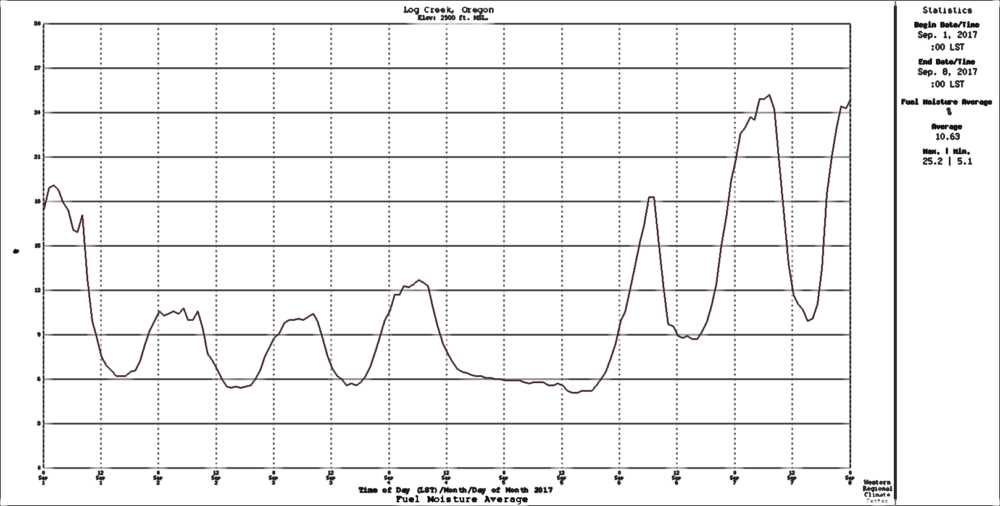 Log Creek, Oregon
Elev: 2500 ft. MSL.
30
27
24
21
18
15
12
9
6
3
0
%
0 12 0 12 0 12 0 12 0 12 0 12 0 12 0
Sep Sep Sep Sep Sep Sep Sep Sep Sep Sep Sep Sep Sep Sep Sep
1 1 2 2 3 3 4 4 5 5 6 6 7 7 8
Time of Day (LST)/Month/Day of Month 2017
Fuel Moisture Average
Western
Regional
Climate
Center
Statistics
Begin Date/Time
Sep. 1, 2017
:00 LST
End Date/Time
Sep. 8, 2017
:00 LST
Fuel Moisture Average
%
Average
10.63
Max. | Min.
25.2 | 5.1